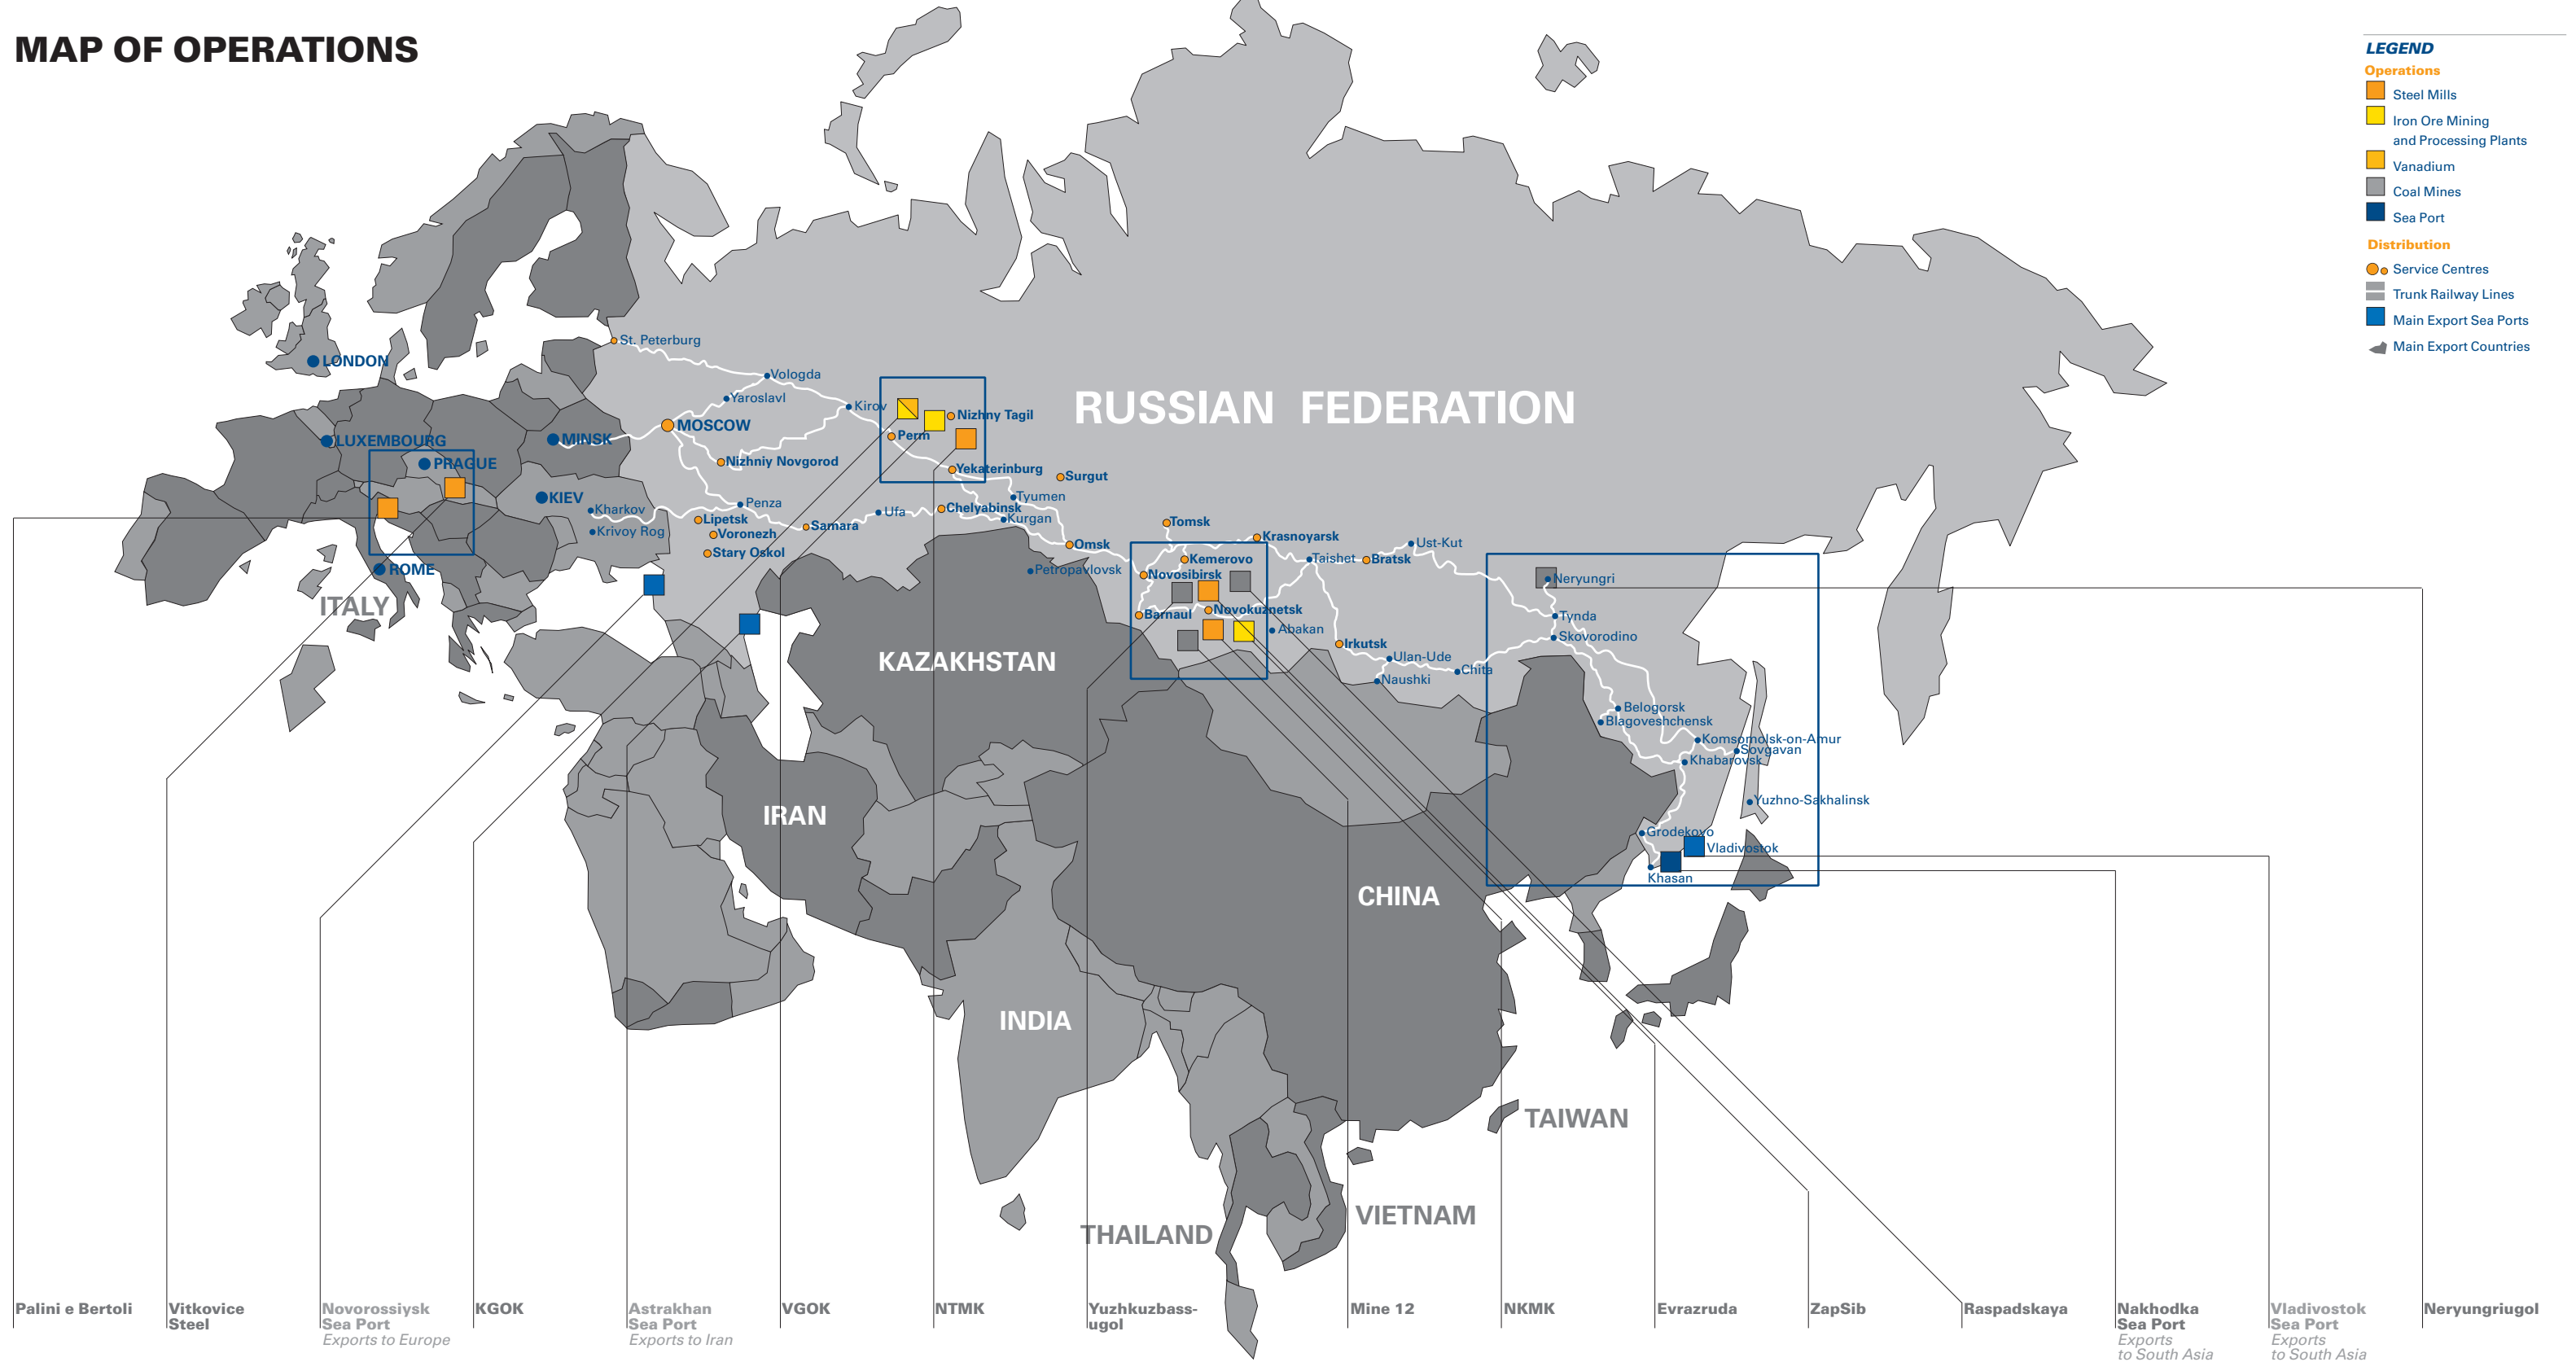 MAP OF OPERATIONS
LEGEND
Operations
Steel Mills
Iron Ore Mining
and Processing Plants
Vanadium
Coal Mines
Sea Port
Distribution
Service Centres
Trunk Railway Lines
Main Export Sea Ports
Main Export Countries
St. Peterburg
LONDON
Vologda
Yaroslavl
Kirov
RUSSIAN FEDERATION
Nizhny Tagil
MOSCOW
Perm
LUXEMBOURG
MINSK
PRAGUE
Nizhniy Novgorod
Yekaterinburg
Surgut
KIEV
Kharkov
Penza
Tyumen
Ufa
Chelyabinsk
Kurgan
Lipetsk
Samara
Krivoy Rog
Voronezh
Stary Oskol
Tomsk
Omsk
Krasnoyarsk
Ust-Kut
Kemerovo
Taishet
Bratsk
ROME
Petropavlovsk
Novosibirsk
Neryungri
ITALY
Barnaul
Novokuznetsk
Tynda
Abakan
Skovorodino
Irkutsk
KAZAKHSTAN
Ulan-Ude
Chita
Naushki
Belogorsk
Blagoveshchensk
Komsomolsk-on-Amur
Sovgavan
Khabarovsk
Yuzhno-Sakhalinsk
IRAN
Grodekovo
Vladivostok
Khasan
CHINA
INDIA
TAIWAN
THAILAND
VIETNAM
Palini e Bertoli
Vitkovice
Steel
Novorossiysk
Sea Port
Exports to Europe
KGOK
Astrakhan
Sea Port
Exports to Iran
VGOK
NTMK
Yuzhkuzbass-
ugol
Mine 12
NKMK
Evrazruda
ZapSib
Raspadskaya
Nakhodka
Sea Port
Exports
to South Asia
Vladivostok
Sea Port
Exports
to South Asia
Neryungriugol